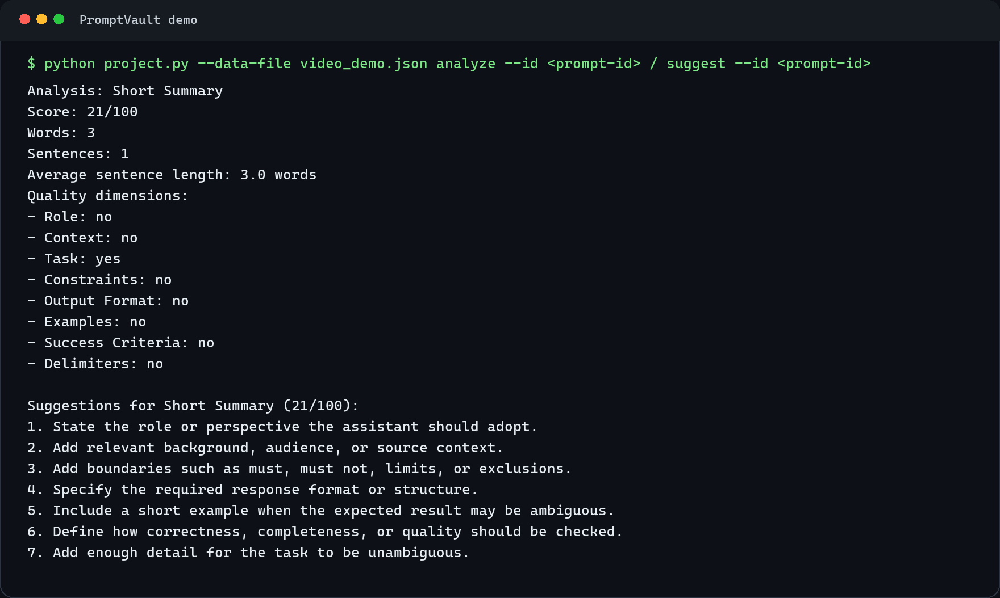 PromptVault demo
$ python project.py --data-file video_demo.json analyze --id <prompt-id> / suggest --id <prompt-id>
Analysis: Short Summary
Score: 21/100
Words: 3
Sentences: 1
Average sentence length: 3.0 words
Quality dimensions:
- Role: no
- Context: no
- Task: yes
- Constraints: no
- Output Format: no
- Examples: no
- Success Criteria: no
- Delimiters: no
Suggestions for Short Summary (21/100):
1. State the role or perspective the assistant should adopt.
2. Add relevant background, audience, or source context.
3. Add boundaries such as must, must not, limits, or exclusions.
4. Specify the required response format or structure.
5. Include a short example when the expected result may be ambiguous.
6. Define how correctness, completeness, or quality should be checked.
7. Add enough detail for the task to be unambiguous.